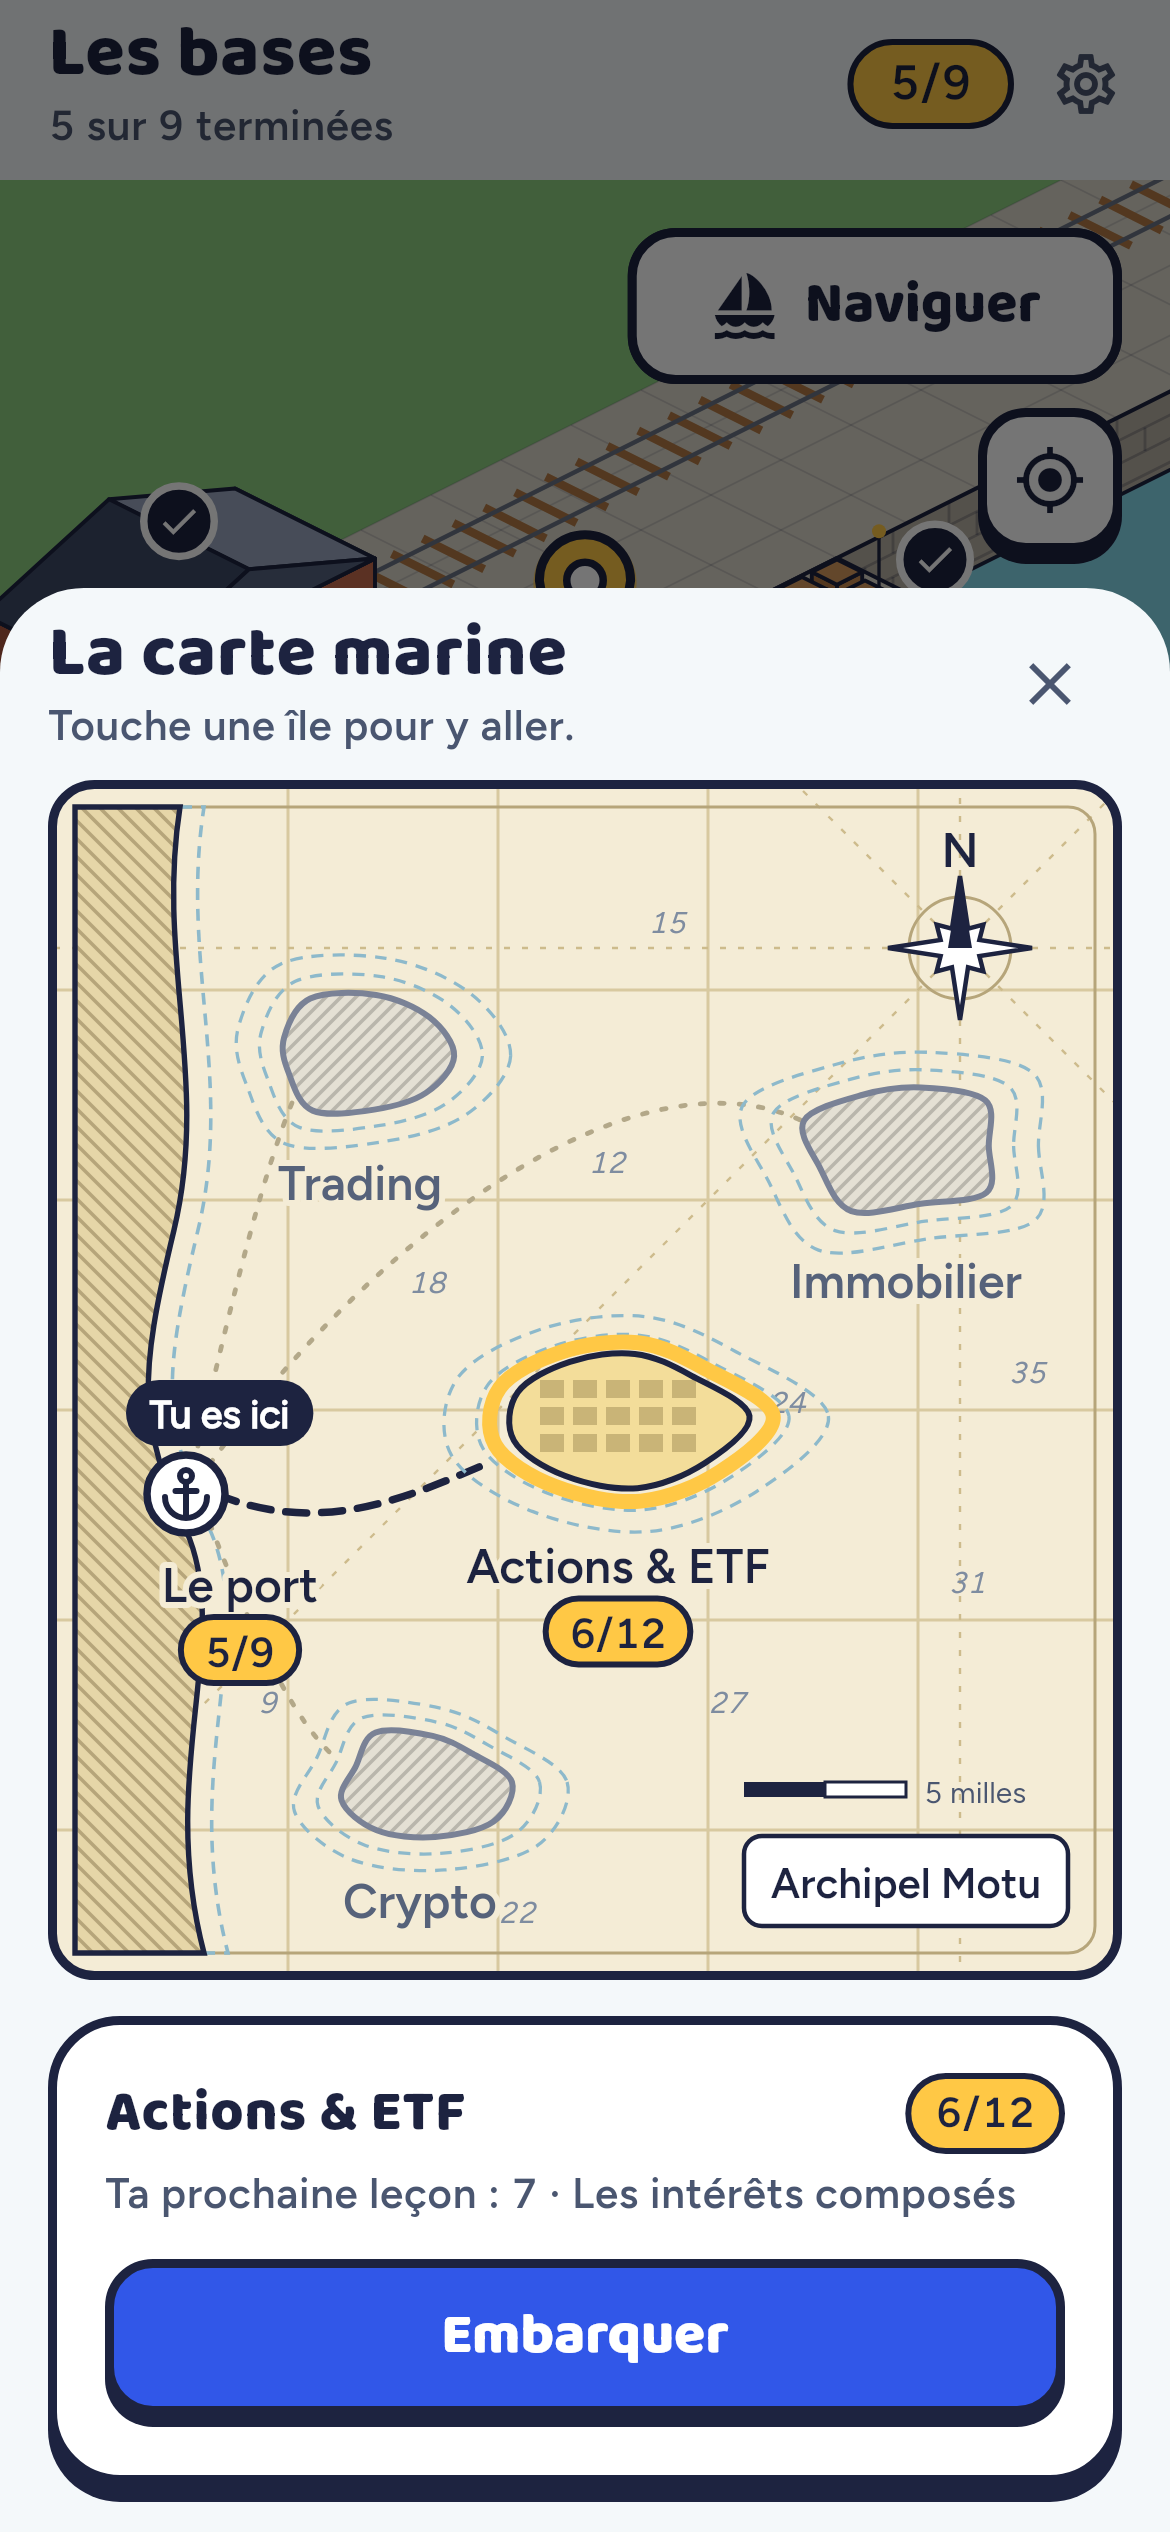 Les bases
5 sur 9 terminées
5/9
Naviguer
La carte marine
Touche une île pour y aller.
N
15
Trading
12
18
Immobilier
35
24
Tu es ici
Actions & ETF
6/12
Le port
5/9
31
9
27
5 milles
Crypto
22
Archipel Motu
Actions & ETF
6/12
Ta prochaine leçon : 7 · Les intérêts composés
Embarquer